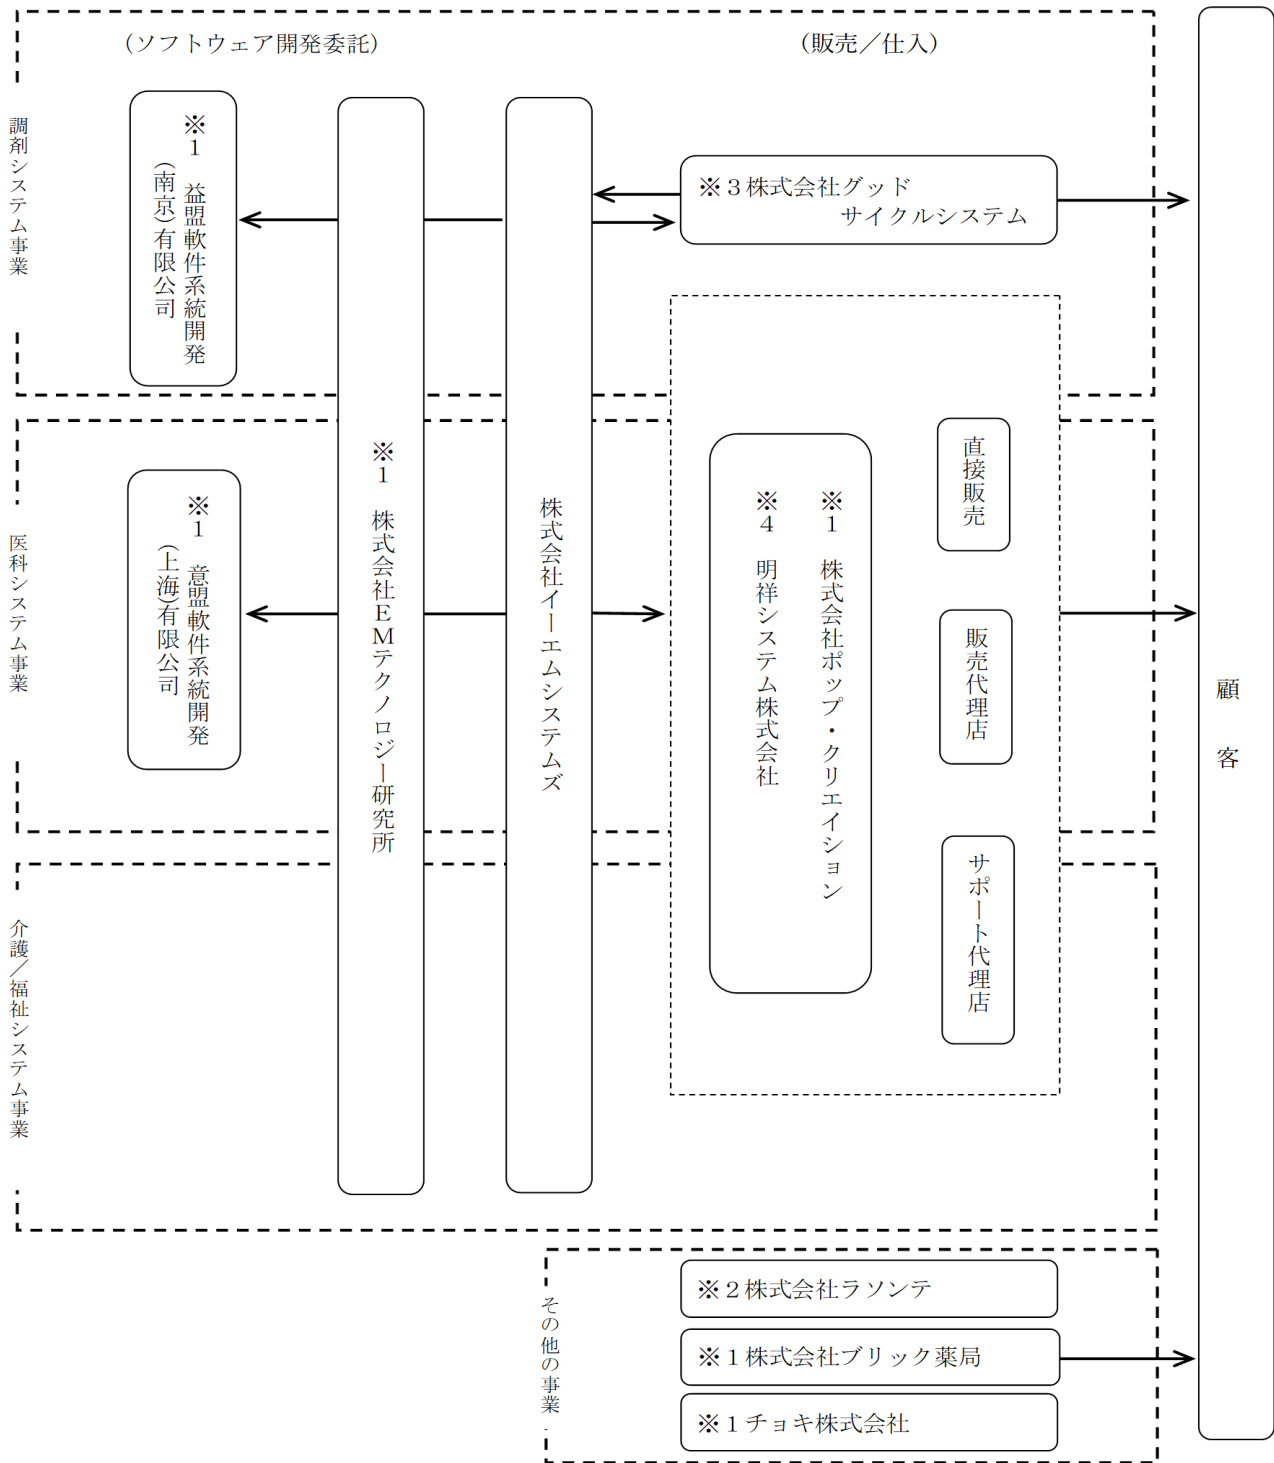 （ソフトウェア開発委託）
（販売／仕入）
調剤システム事業
※１　益盟軟件系統開発
（南京）有限公司
※３株式会社グッド
サイクルシステム
医科システム事業
※１　意盟軟件系統開発
（上海）有限公司
※１　株式会社ＥＭテクノロジー研究所
株式会社イーエムシステムズ
※１　株式会社ポップ・クリエイション
※４　明祥システム株式会社
直接販売
販売代理店
サポート代理店
顧　客
介護／福祉システム事業
その他の事業
※２株式会社ラソンテ
※１株式会社ブリック薬局
※１チョキ株式会社